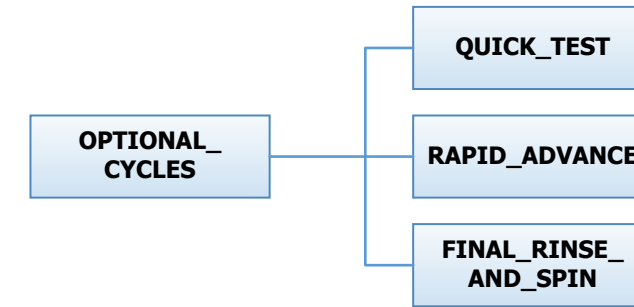 QUICK_TEST
OPTIONAL_
CYCLES
RAPID_ADVANCE
FINAL_RINSE_
AND_SPIN